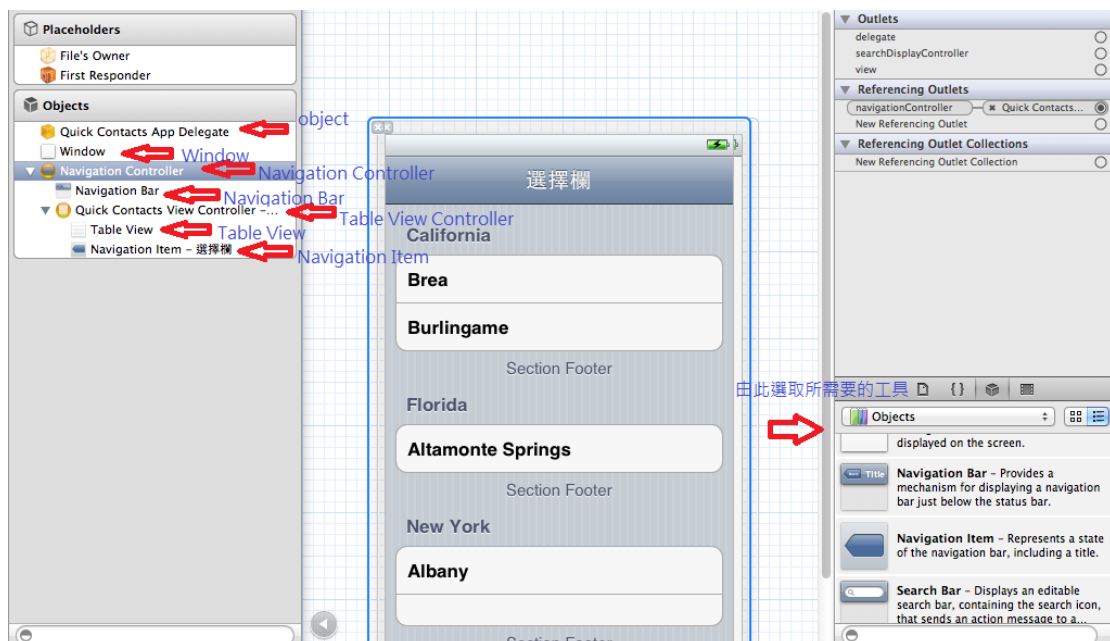 Placeholders
File's Owner
First Responder
Objects
Quick Contacts App Delegate
object
Window
Window
Navigation Controller
Navigation Controller
Navigation Bar
Navigation Bar
Quick Contacts View Controller -...
Table View Controller
Table View
Table View
Navigation Item - 選擇欄
Navigation Item
選擇欄
California
Brea
Burlingame
Section Footer
Florida
Altamonte Springs
Section Footer
New York
Albany
Section Footer
Outlets
delegate
searchDisplayController
view
Referencing Outlets
navigationController
Quick Contacts...
New Referencing Outlet
Referencing Outlet Collections
New Referencing Outlet Collection
由此選取所需要的工具
{}
Objects
displayed on the screen.
Title
Navigation Bar - Provides a
mechanism for displaying a navigation
bar just below the status bar.
Navigation Item - Represents a state
of the navigation bar, including a title.
Search Bar - Displays an editable
search bar, containing the search icon,
that sends an action message to a...